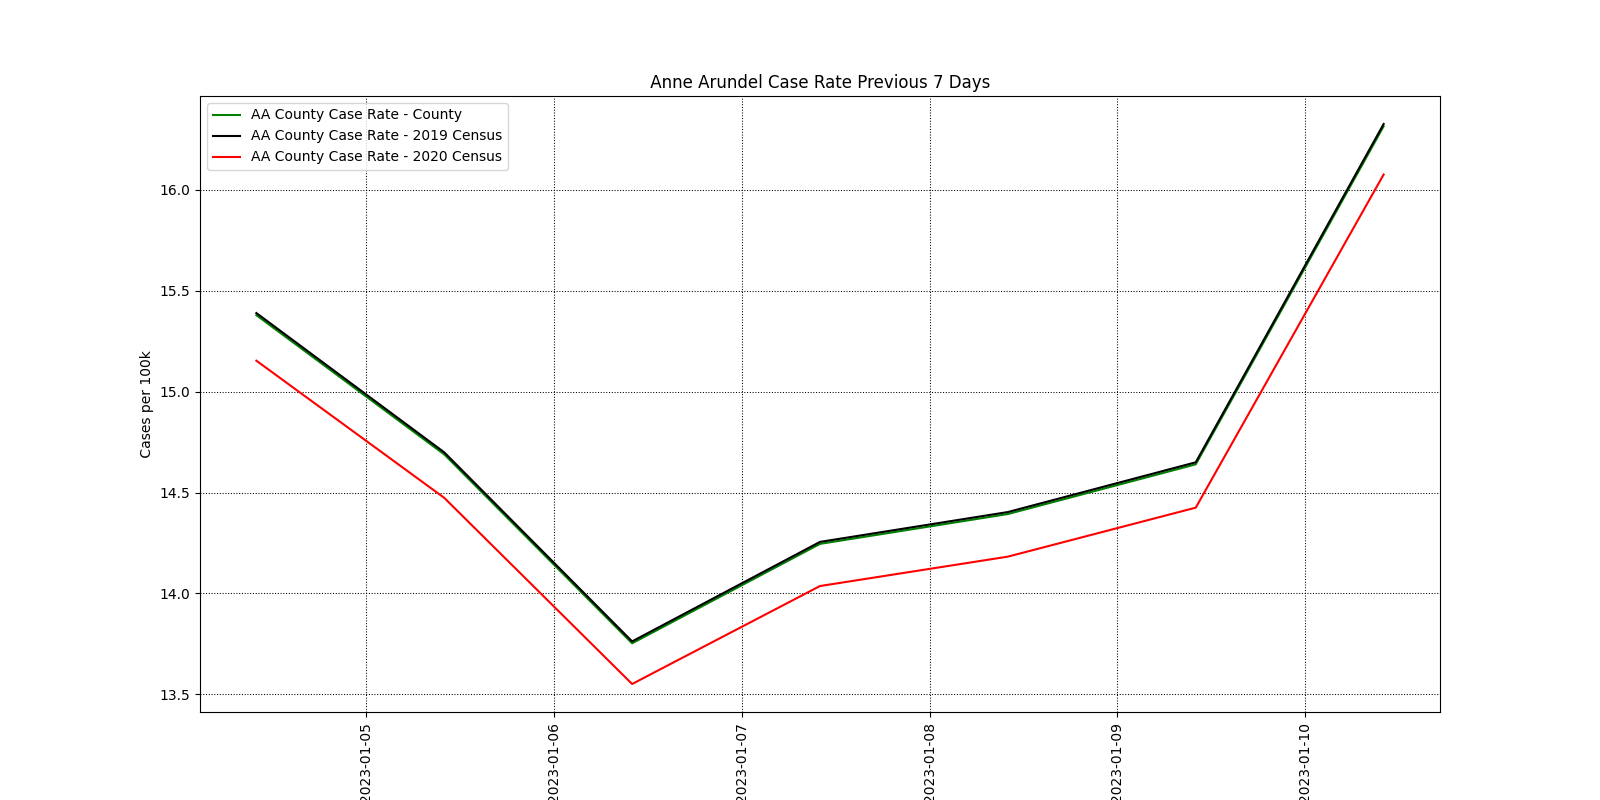 Anne Arundel Case Rate Previous 7 Days
AA County Case Rate - County
AA County Case Rate - 2019 Census
AA County Case Rate - 2020 Census
16.0
15.5
15.0
14.5
14.0
13.5
Cases per 100k
2023-01-05
2023-01-06
2023-01-07
2023-01-08
2023-01-09
2023-01-10